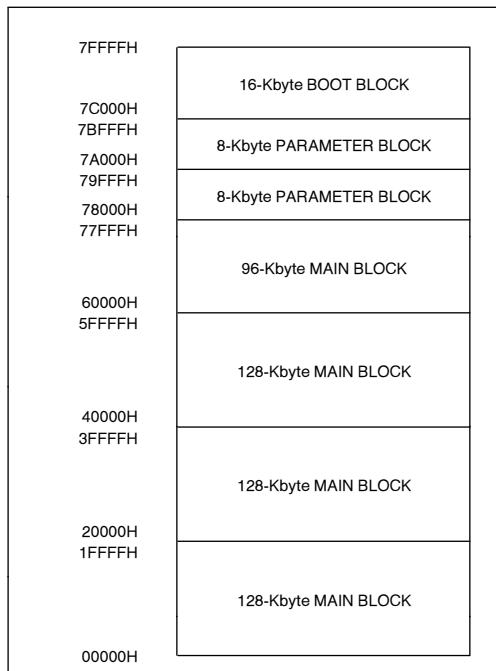 7FFFFH
16-Kbyte BOOT BLOCK
7C000H
7BFFFH
8-Kbyte PARAMETER BLOCK
7A000H
79FFFH
8-Kbyte PARAMETER BLOCK
78000H
77FFFH
96-Kbyte MAIN BLOCK
60000H
5FFFFH
128-Kbyte MAIN BLOCK
40000H
3FFFFH
128-Kbyte MAIN BLOCK
20000H
1FFFFH
128-Kbyte MAIN BLOCK
00000H